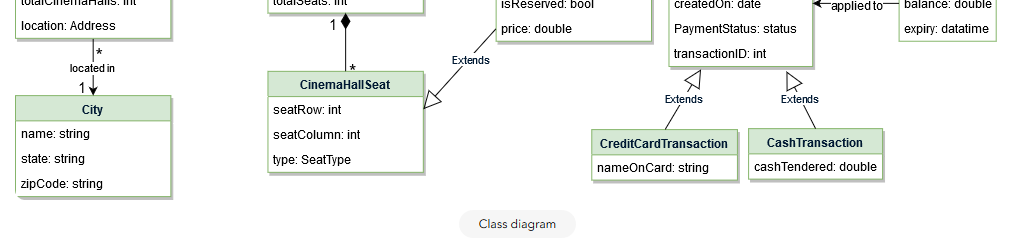 totalCinemaHalls: int
location: Address
*
located in
1
City
name: string
state: string
zipCode: string
totalSeats: int
1
*
CinemaHallSeat
seatRow: int
seatColumn: int
type: SeatType
isReserved: bool
price: double
Extends
createdOn: date
PaymentStatus: status
transactionID: int
applied to
balance: double
expiry: datatime
Extends
Extends
CreditCardTransaction
nameOnCard: string
CashTransaction
cashTendered: double
Class diagram